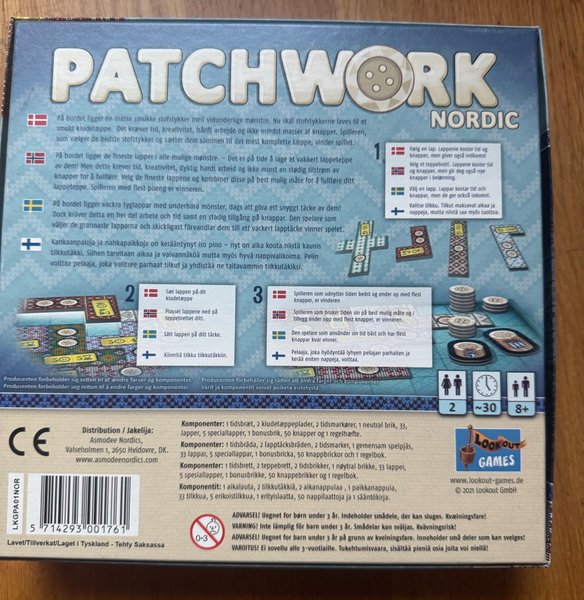 PATCHWORK
NORDIC
På bordet ligger en masse smukke stofstykker med vidunderlige mønstre. Nu skal stofstykkerne laves til et
smukt kludetæppe. Det kræver tid, kreativitet, hårdt arbejde og ikke mindst masser af knapper. Spilleren,
som vælger de bedste stofstykker og sætter dem sammen til det mest komplette tæppe, vinder spillet.
På bordet ligger de fineste lapper i alle mulige mønstre – Det er på tide å lage et vakkert lappeteppe
av dem! Men dette krever tid, kreativitet, dyktig hardt arbeid og ikke minst en stødig tilstrøm av
knapper for å fullføre det! Velg de fineste lappene og kombiner disse på best mulig måte for å fullføre ditt
lappeteppe. Spilleren med flest poeng er vinneren.
På bordet ligger vackra tyglappar med underbara mönster, dags att göra ett snyggt täcke av dem!
Dock kräver detta en hel del arbete och tid samt en stadig tillgång på knappar. Den spelare som
väljer de grannaste lapparna och skickligast förvandlar dem till ett vackert lapptäcke vinner spelet.
Kankaanpaloja ja nahkapaikkoja on kerääntynyt iso pino – nyt on aika koota niistä kaunis
tilkkutäkki. Siihen tarvitaan aikaa ja vaivannäköä mutta myös hyvä nappivalikoima. Pelin
voittaa pelaaja, joka valitsee parhaat tilkut ja yhdistää ne taitavammin tilkkutäkiksi.
1
Vælg en lap. Lapperne koster tid og
knapper, men giver også indkomst
Velg et teppebrett. Lappene koster tid
og knapper, men gir deg også nye
knapper i belønning.
Välj en lapp. Lappar kostar tid och
knappar, men de ger också inkomst.
Valitse tilkku. Tilkut maksavat aikaa ja
nappeja, mutta niistä saa myös tuottoa.
2
Sæt lappen på dit
kludetæppe
Plasser lappene ned på
teppebrettet ditt.
Sätt lappen på ditt täcke.
Kiinnitä tilkku tilkkutäkkiin.
3
Spilleren som udnytter tiden bedst og ender op med flest
knapper, er vinderen
Spilleren som bruker tiden sin på best mulig måte og i
tillegg ender opp med flest knapper, er vinneren.
Den spelare som använder sin tid bäst och har flest
knappar kvar vinner.
Pelaaja, joka hyödyntää lyhyen pelaajan parhaiten ja
kerää eniten nappeja, on voittaja.
Producenten forbeholder sig retten til at ændre farver og komponenter.
Producenten forbeholder sig retten til å endre farger og komponenter.
Producenten förbehåller sig rätten att ändra färger och komponenter.
Värit ja komponentit voivat poiketa esitetystä.
2
~30
8+
Distribution / Jakelija:
Asmodee Nordics,
Valseholmen 1, 2650 Hvidovre, DK.
www.asmodeenordics.com
Komponenter: 1 tidsbræt, 2 kludetæppeplader, 2 tidsmarkører, 1 neutral brik, 33
lapper, 5 speciallapper, 1 bonusbrik, 50 knapper og 1 regelhæfte.
Komponenter: 1 tidsbräda, 2 lapptäcksbräden, 2 tidsmarkörer, 1 gemensam spelpjäs,
33 lappar, 5 speciallappar, 1 bonusbricka, 50 knappbrickor och 1 regelbok.
Komponenter: 1 tidsbrett, 2 teppebrett, 2 tidsbrikker, 1 nøytral brikke, 33 lapper,
5 spesiallapper, 1 bonusbrikke, 50 knappebrikker og 1 regelbok.
Komponentit: 1 aikalauta, 2 tilkkutäkkiä, 2 aikanappulaa, 1 paikkanappula,
33 tilkkua, 5 erikoistilkkua, 1 erityislaatta, 50 nappilaattoja ja 1 sääntökirja.
LOOKOUT
GAMES
www.lookout-games.de
© 2021 Lookout GmbH
CE
LKGPA01NOR
5 714293 001761
Lavet/Tillverkat/Laget i Tyskland - Tehty Saksassa
0-3
ADVARSEL! Uegnet for børn under 3 år. Indeholder smådele, der kan sluges. Kvælningsfare!
VARNING! Inte lämplig för barn under 3 år. Smådelar kan sväljas. Kvävningsrisk!
ADVARSEL! Uegnet for barn under 3 år på grunn av kveiningsfare. Inneholder små deler som kan svelges.
VAROITUS! Ei sovellu alle 3-vuotiaille. Tukehtumisvaara, sisältää pieniä osia joita voi niellä!